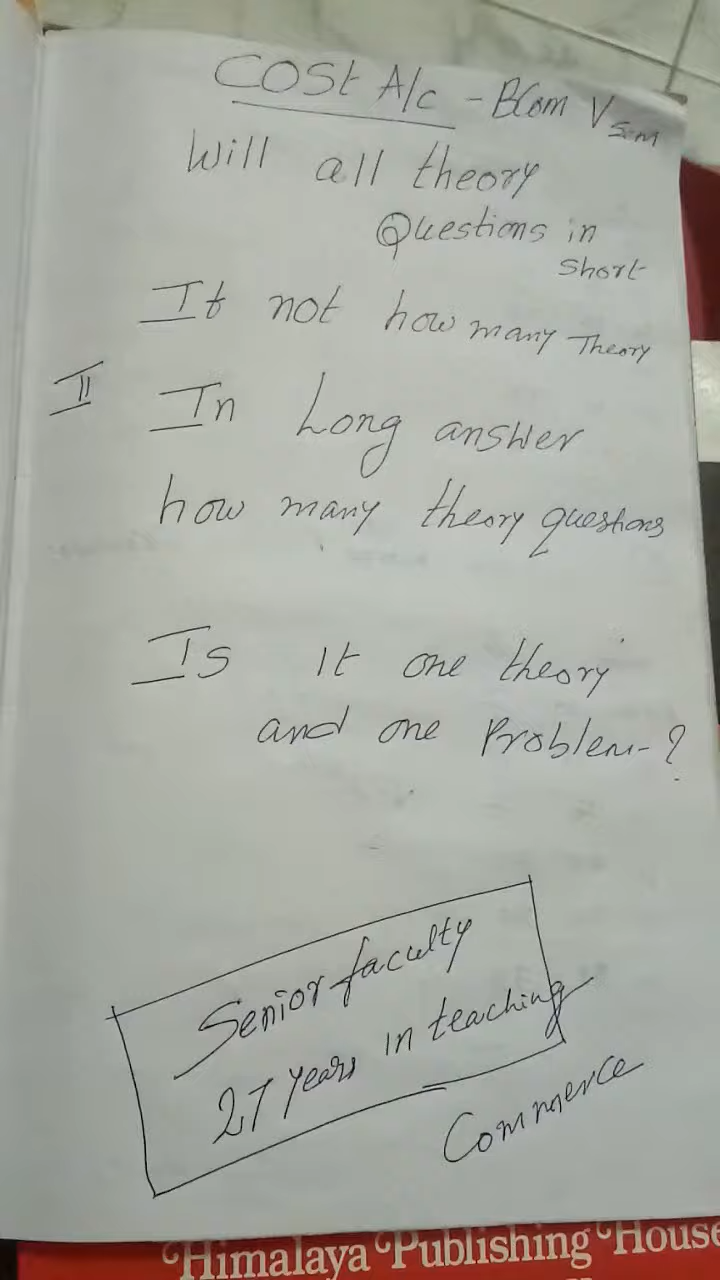 COSt A/c - BCom V Sem
Will all theory
Questions in
Short
If not how many Theory
II In Long answer
how many theory questions
Is it one theory
and one Problem-?
Senior faculty
27 years in teaching
Commerce
Himalaya Publishing House